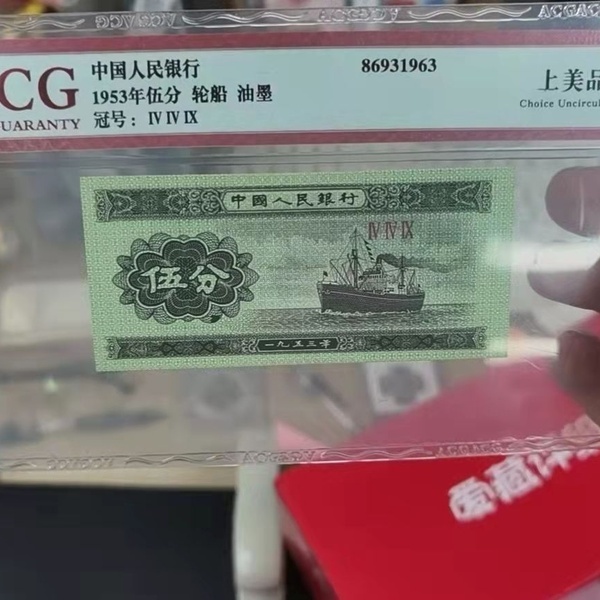 ACGAC
CG
GUARANTY
中国人民银行
86931963
1953年伍分 轮船 油墨
冠号: Ⅳ Ⅳ Ⅸ
上美品
Choice Uncircul
中國人民銀行
Ⅳ Ⅳ Ⅸ
伍分
一九五三年